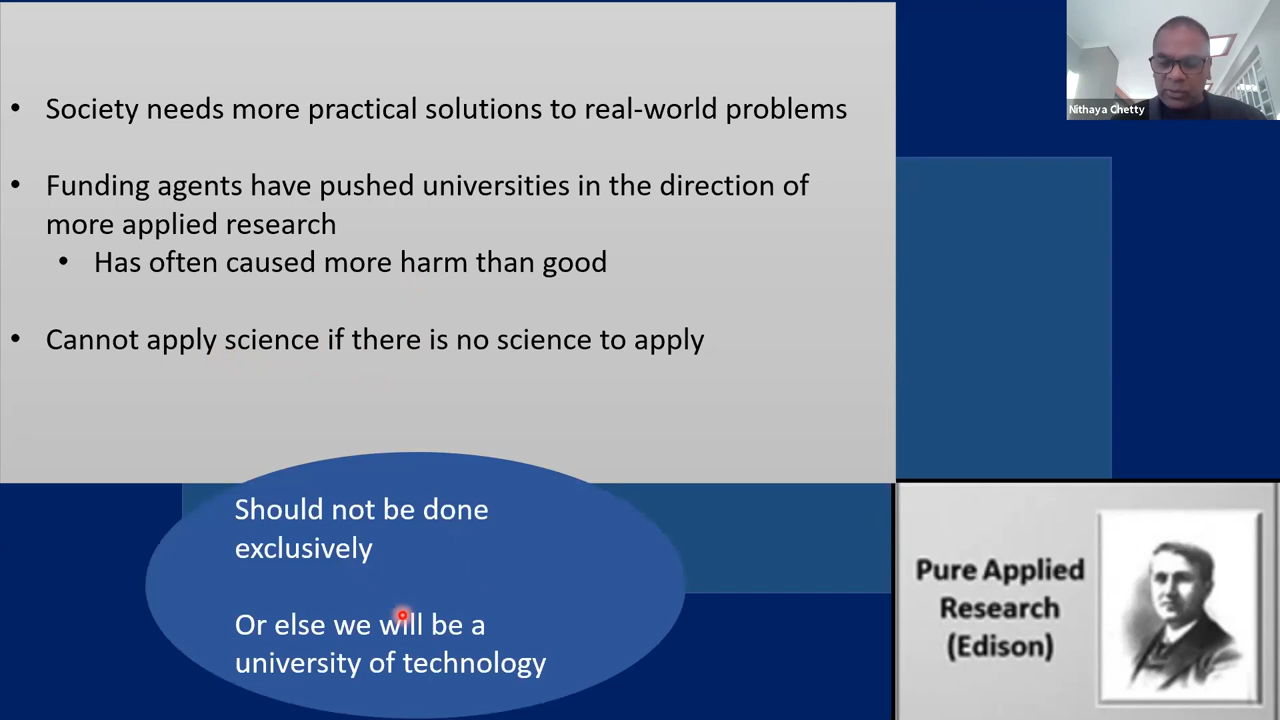 Society needs more practical solutions to real-world problems
Funding agents have pushed universities in the direction of
more applied research
Has often caused more harm than good
Cannot apply science if there is no science to apply
Should not be done
exclusively
Or else we will be a
university of technology
Nithaya Chetty
Pure Applied
Research
(Edison)